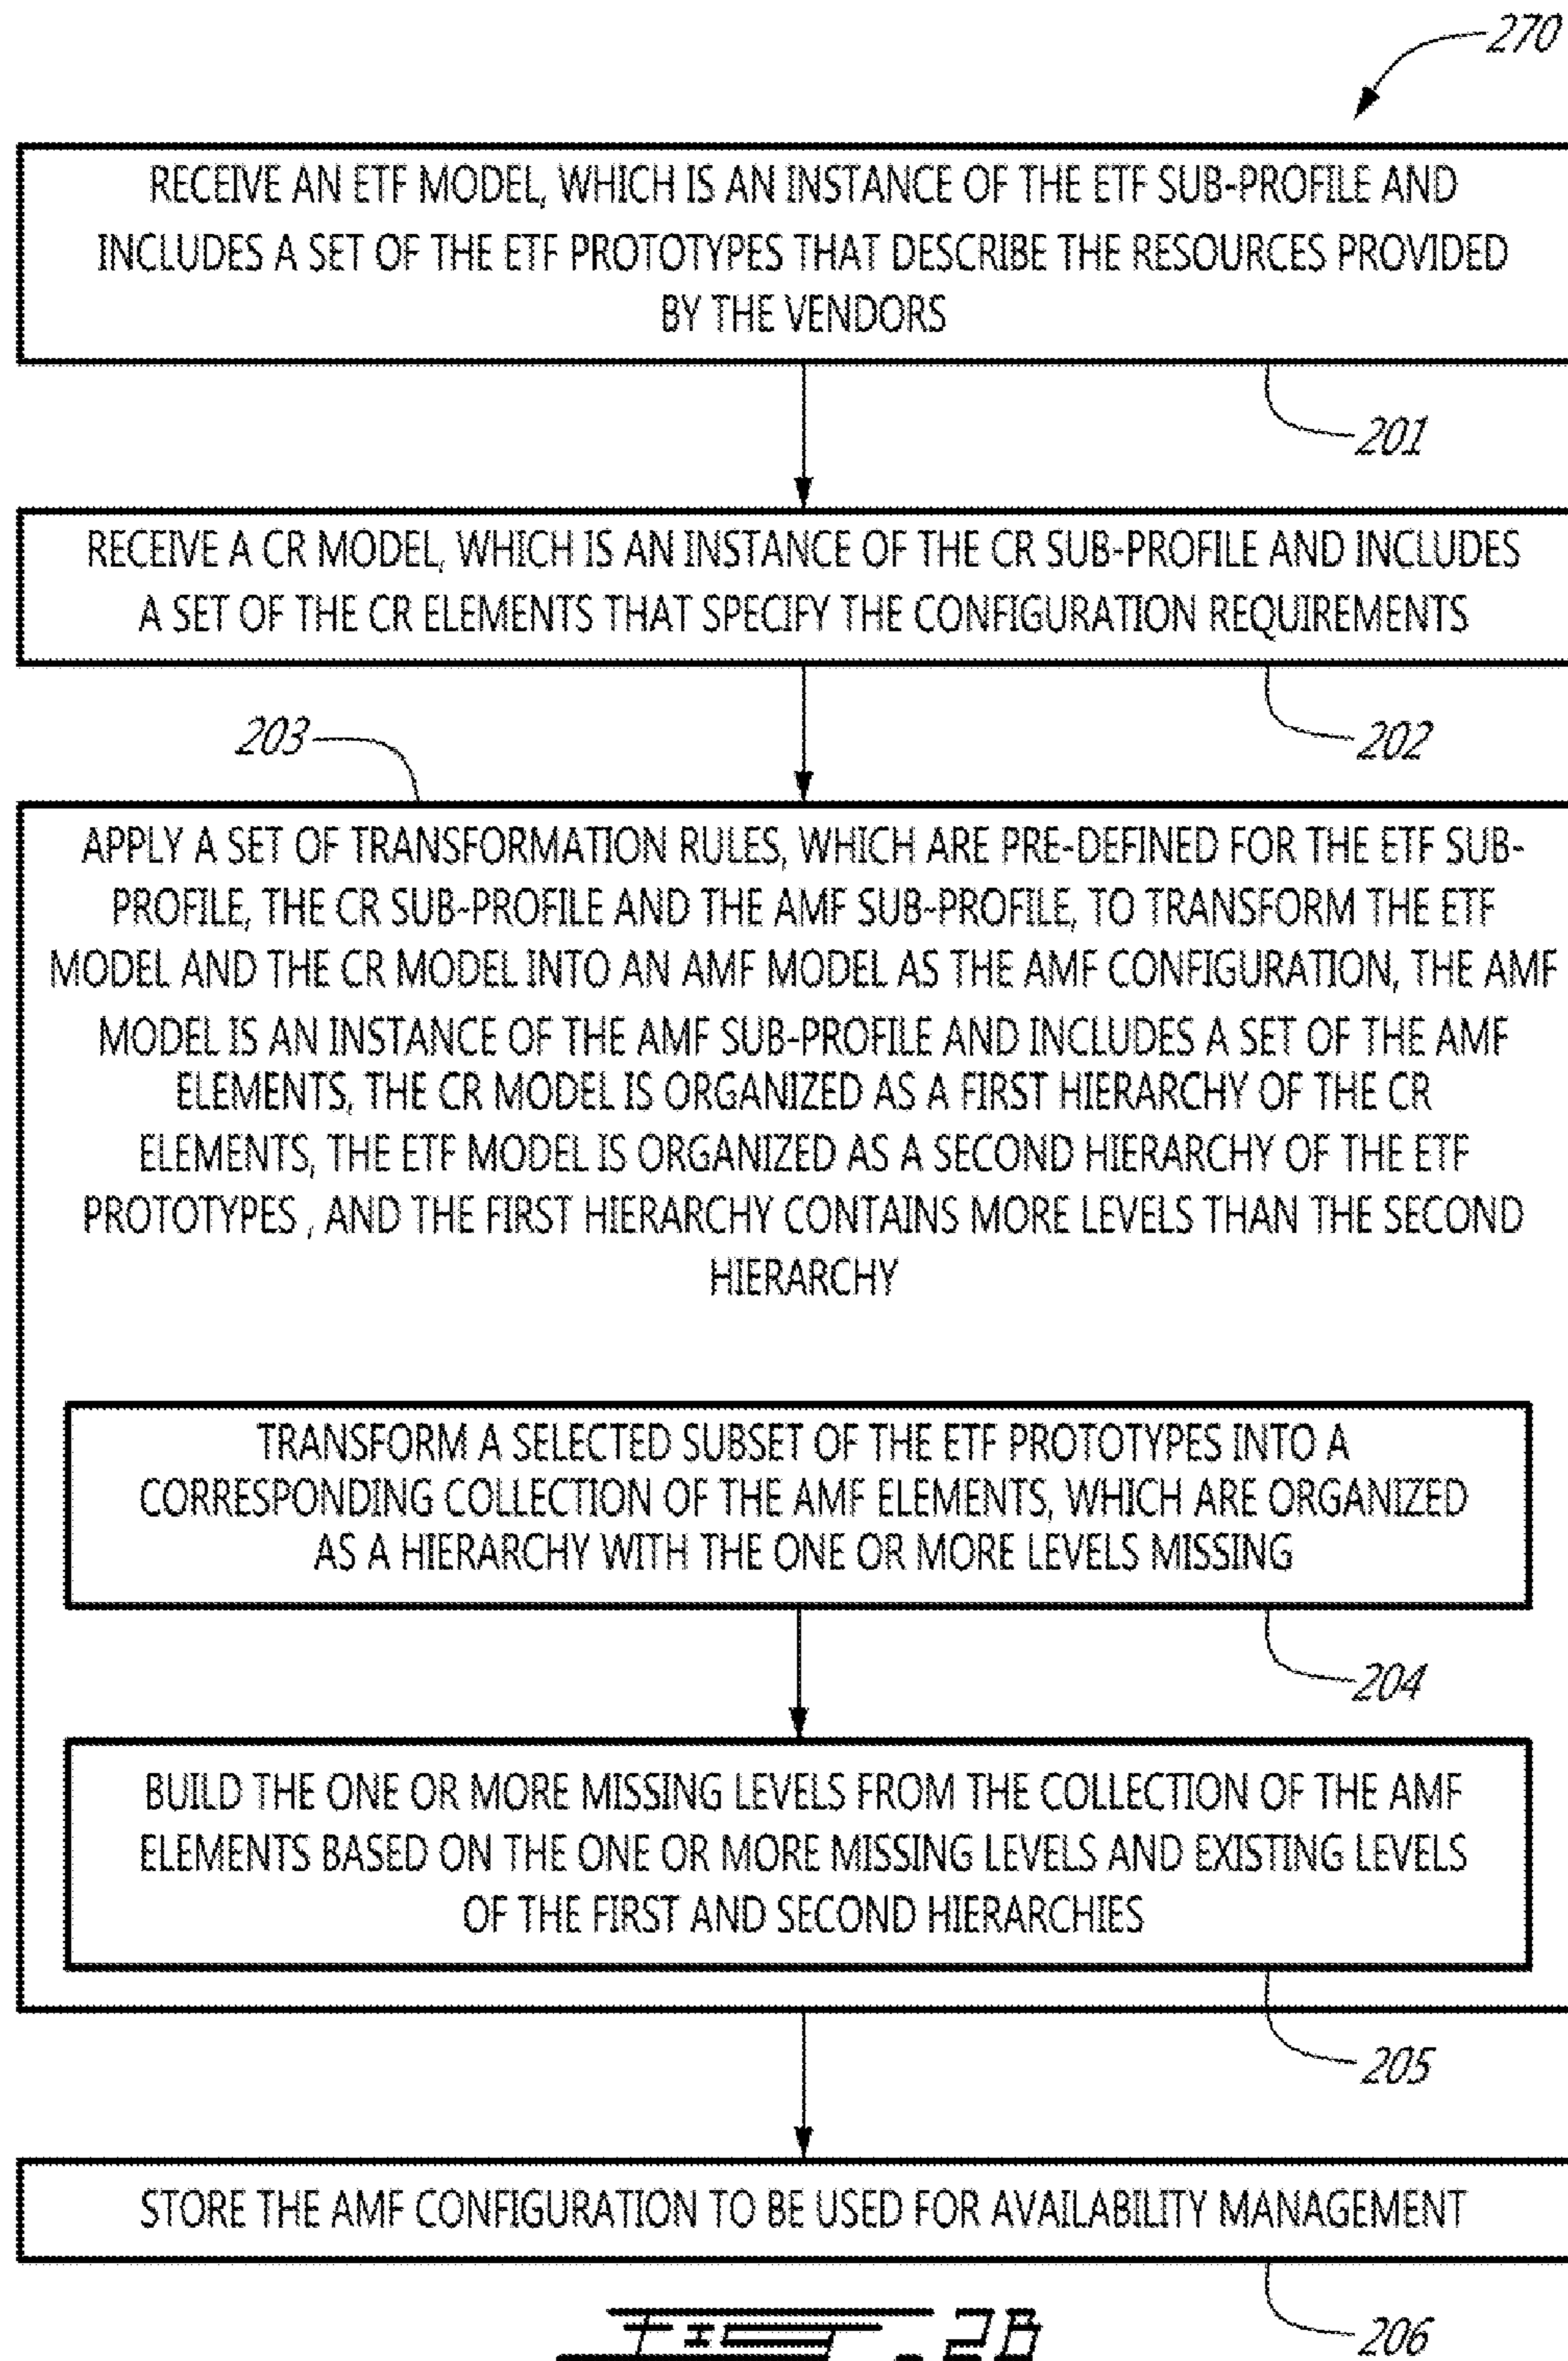 270
RECEIVE AN ETF MODEL, WHICH IS AN INSTANCE OF THE ETF SUB-PROFILE AND
INCLUDES A SET OF THE ETF PROTOTYPES THAT DESCRIBE THE RESOURCES PROVIDED
BY THE VENDORS
201
RECEIVE A CR MODEL, WHICH IS AN INSTANCE OF THE CR SUB-PROFILE AND INCLUDES
A SET OF THE CR ELEMENTS THAT SPECIFY THE CONFIGURATION REQUIREMENTS
202
203
APPLY A SET OF TRANSFORMATION RULES, WHICH ARE PRE-DEFINED FOR THE ETF SUB-
PROFILE, THE CR SUB-PROFILE AND THE AMF SUB-PROFILE, TO TRANSFORM THE ETF
MODEL AND THE CR MODEL INTO AN AMF MODEL AS THE AMF CONFIGURATION, THE AMF
MODEL IS AN INSTANCE OF THE AMF SUB-PROFILE AND INCLUDES A SET OF THE AMF
ELEMENTS, THE CR MODEL IS ORGANIZED AS A FIRST HIERARCHY OF THE CR
ELEMENTS, THE ETF MODEL IS ORGANIZED AS A SECOND HIERARCHY OF THE ETF
PROTOTYPES , AND THE FIRST HIERARCHY CONTAINS MORE LEVELS THAN THE SECOND
HIERARCHY
TRANSFORM A SELECTED SUBSET OF THE ETF PROTOTYPES INTO A
CORRESPONDING COLLECTION OF THE AMF ELEMENTS, WHICH ARE ORGANIZED
AS A HIERARCHY WITH THE ONE OR MORE LEVELS MISSING
204
BUILD THE ONE OR MORE MISSING LEVELS FROM THE COLLECTION OF THE AMF
ELEMENTS BASED ON THE ONE OR MORE MISSING LEVELS AND EXISTING LEVELS
OF THE FIRST AND SECOND HIERARCHIES
205
STORE THE AMF CONFIGURATION TO BE USED FOR AVAILABILITY MANAGEMENT
206
FIG. 2B